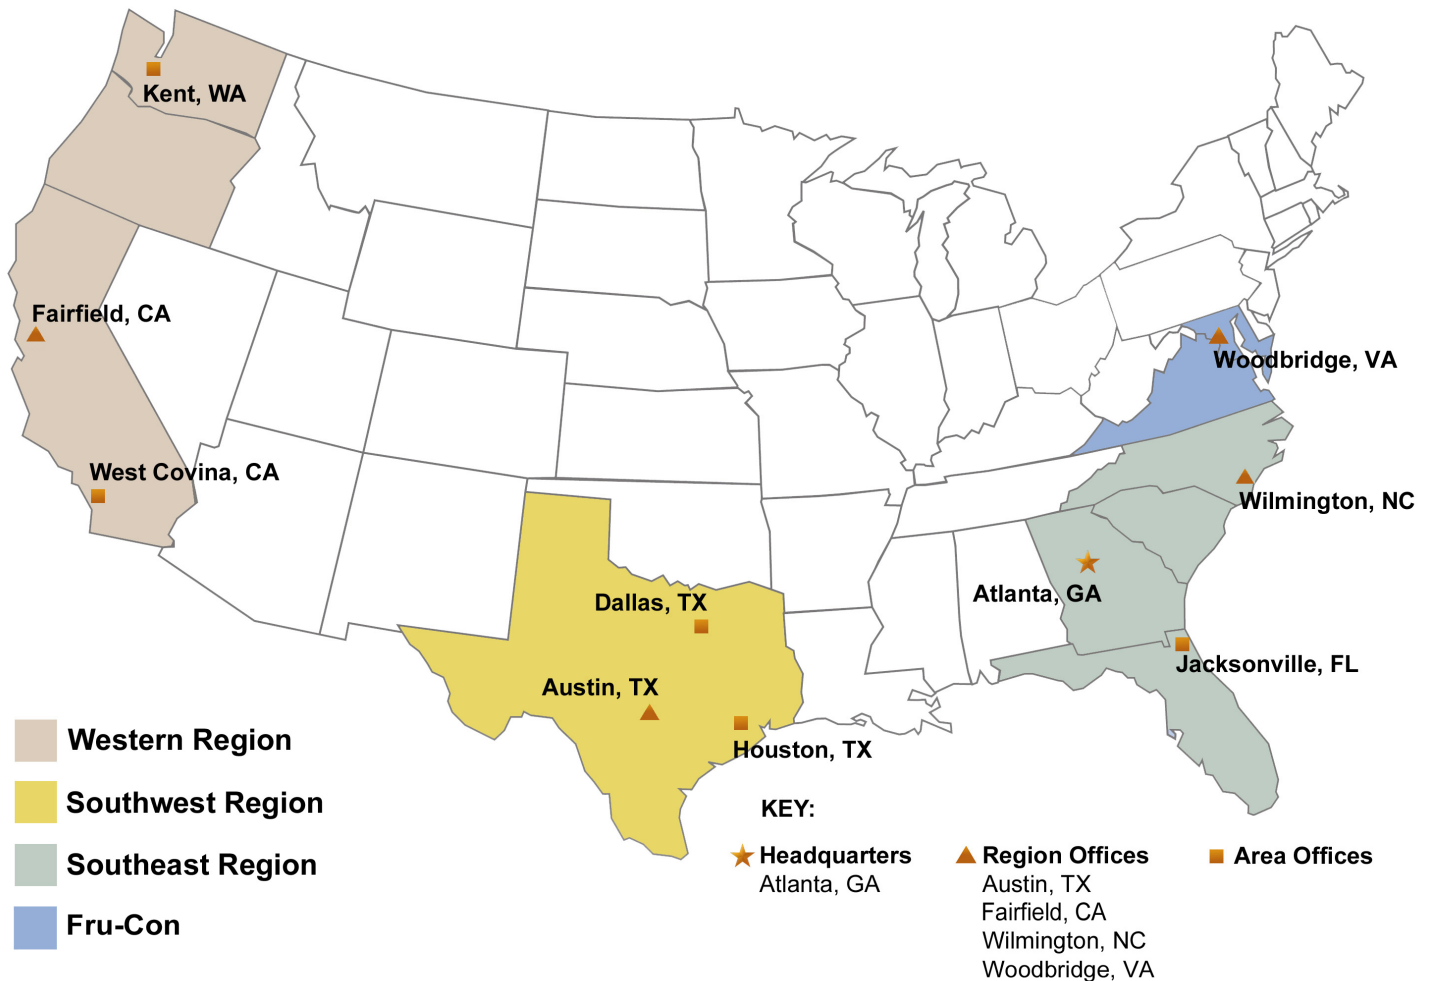 Kent, WA
Fairfield, CA
Woodbridge, VA
West Covina, CA
Wilmington, NC
Atlanta, GA
Dallas, TX
Jacksonville, FL
Austin, TX
Houston, TX
Western Region
Southwest Region
Southeast Region
Fru-Con
KEY:
Headquarters
Atlanta, GA
Region Offices
Austin, TX
Fairfield, CA
Wilmington, NC
Woodbridge, VA
Area Offices